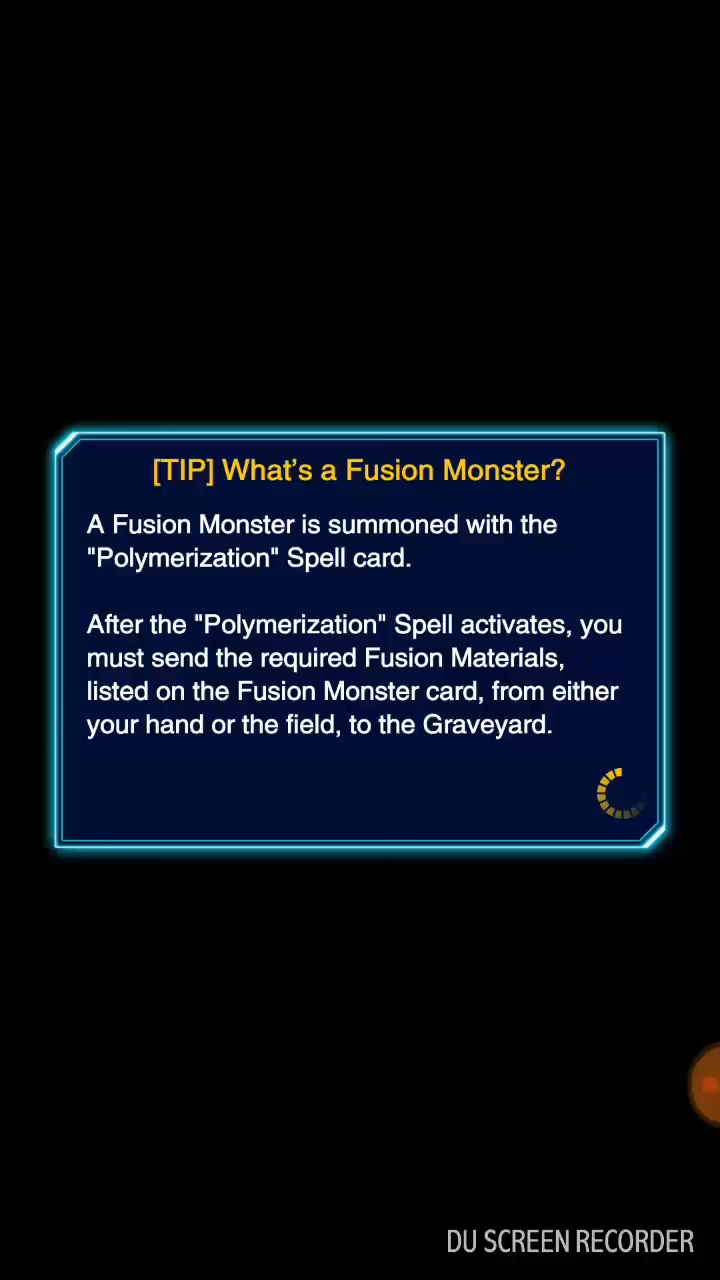 [TIP] What's a Fusion Monster?
A Fusion Monster is summoned with the
"Polymerization" Spell card.
After the "Polymerization" Spell activates, you
must send the required Fusion Materials,
listed on the Fusion Monster card, from either
your hand or the field, to the Graveyard.
DU SCREEN RECORDER